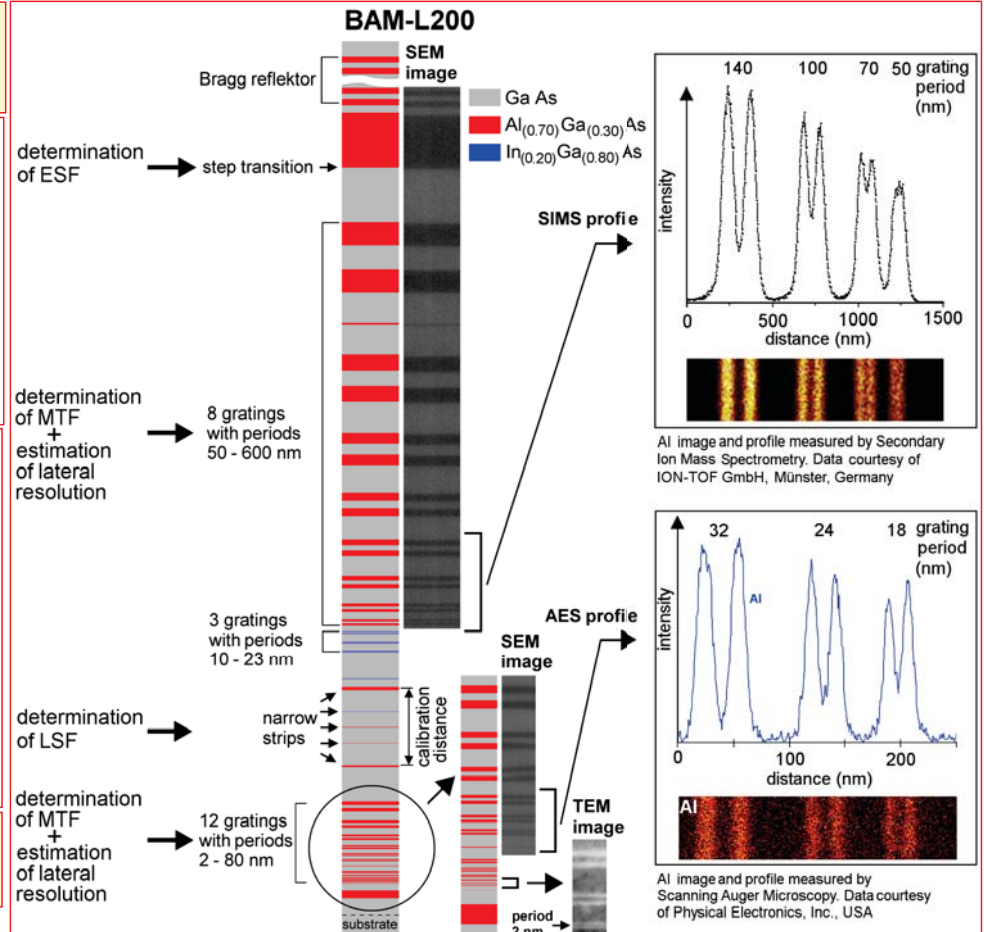 BAM-L200
SEM
image
Bragg reflektor
Ga As
Al(0.70)Ga(0.30)As
In(0.20)Ga(0.80)As
determination
of ESF
step transition
SIMS profile
determination
of MTF
+
estimation
of lateral
resolution
8 gratings
with periods
50 - 600 nm
3 gratings
with periods
10 - 23 nm
determination
of LSF
narrow
strips
calibration
distance
determination
of MTF
+
estimation
of lateral
resolution
12 gratings
with periods
2 - 80 nm
substrate
AES profile
SEM
image
TEM
image
period
2 nm
140 100 70 50 grating
period
(nm)
intensity
0 500 1000 1500
distance (nm)
Al image and profile measured by Secondary
Ion Mass Spectrometry. Data courtesy of
ION-TOF GmbH, Münster, Germany
32 24 18 grating
period
(nm)
Al
intensity
0 100 200
distance (nm)
Al
Al image and profile measured by
Scanning Auger Microscopy. Data courtesy
of Physical Electronics, Inc., USA